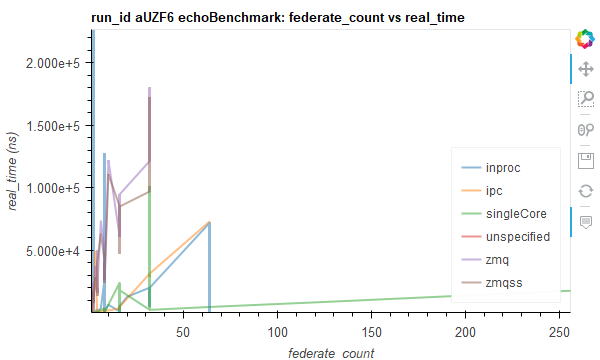 run_id aUZF6 echoBenchmark: federate_count vs real_time
real_time (ns)
2.000e+5
1.500e+5
1.000e+5
5.000e+4
inproc
ipc
singleCore
unspecified
zmq
zmqss
50 100 150 200 250
federate_count